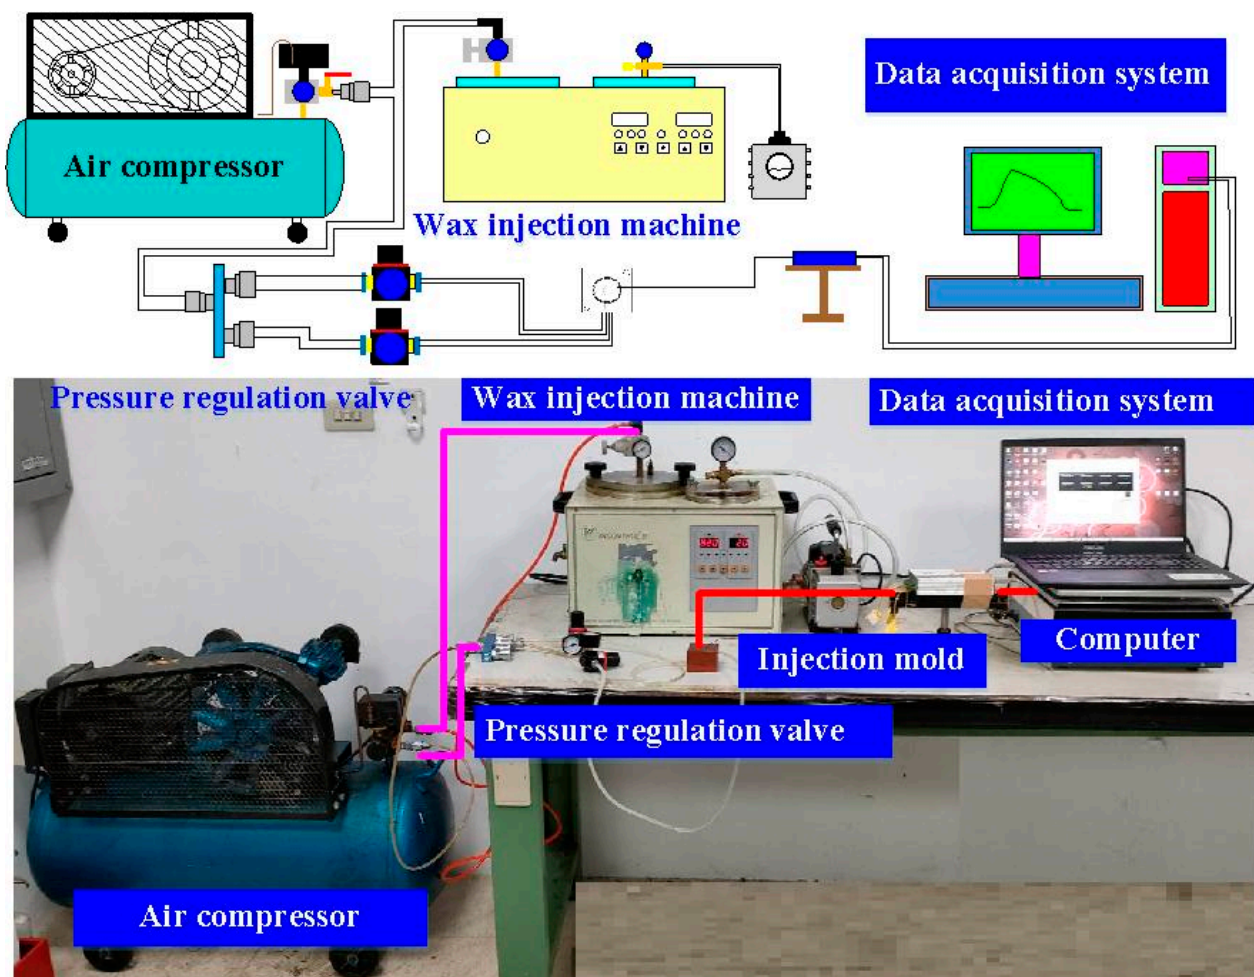 Data acquisition system
Air compressor
Wax injection machine
Pressure regulation valve
Wax injection machine
Data acquisition system
Computer
Injection mold
Pressure regulation valve
Air compressor